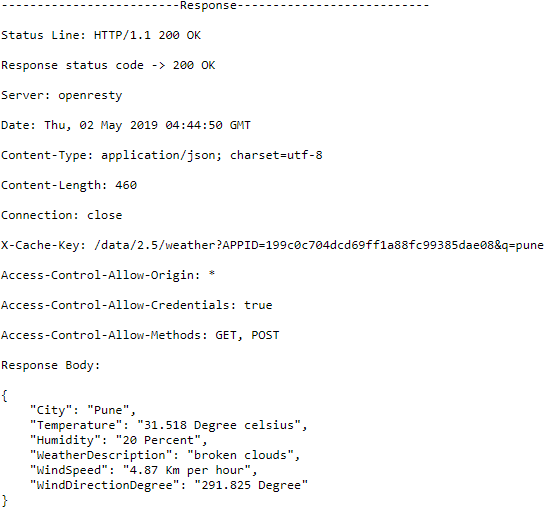 -------------------------Response---------------------------
Status Line: HTTP/1.1 200 OK
Response status code -> 200 OK
Server: openresty
Date: Thu, 02 May 2019 04:44:50 GMT
Content-Type: application/json; charset=utf-8
Content-Length: 460
Connection: close
X-Cache-Key: /data/2.5/weather?APPID=199c0c704dcd69ff1a88fc99385dae08&q=pune
Access-Control-Allow-Origin: *
Access-Control-Allow-Credentials: true
Access-Control-Allow-Methods: GET, POST
Response Body:
{
    "City": "Pune",
    "Temperature": "31.518 Degree celsius",
    "Humidity": "20 Percent",
    "WeatherDescription": "broken clouds",
    "WindSpeed": "4.87 Km per hour",
    "WindDirectionDegree": "291.825 Degree"
}